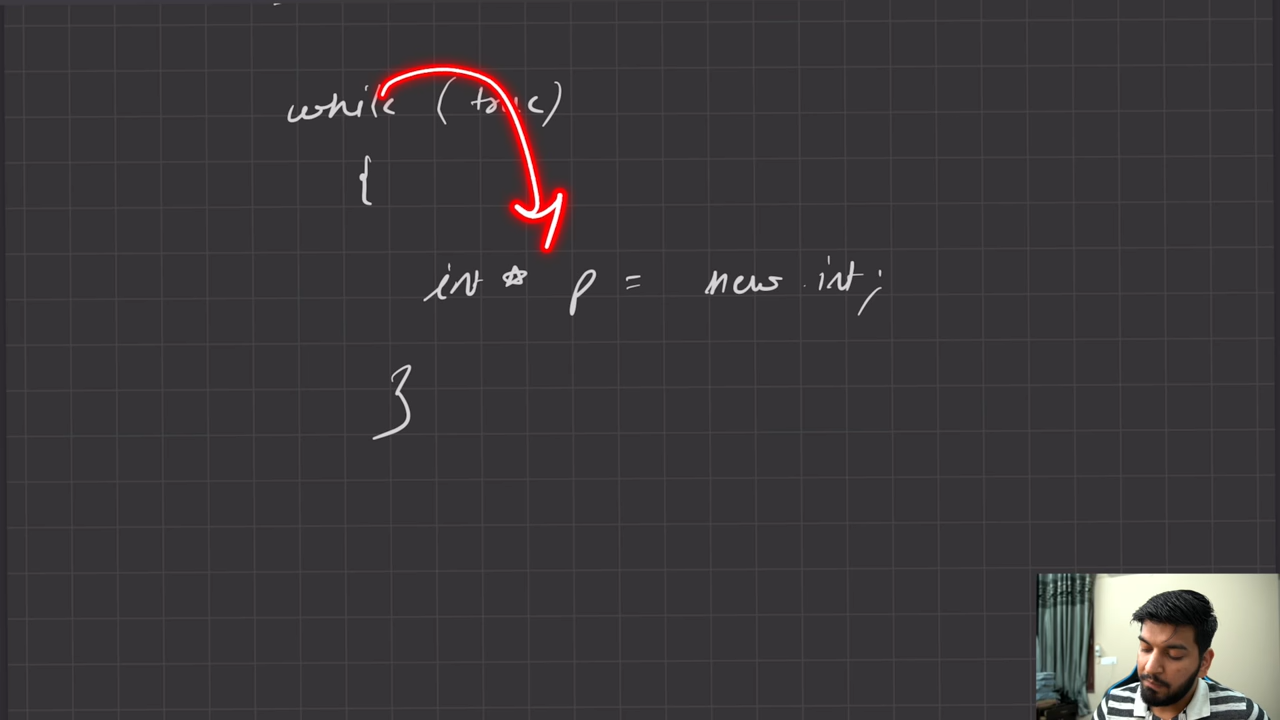 while (true)
{
int * p = new int;
}